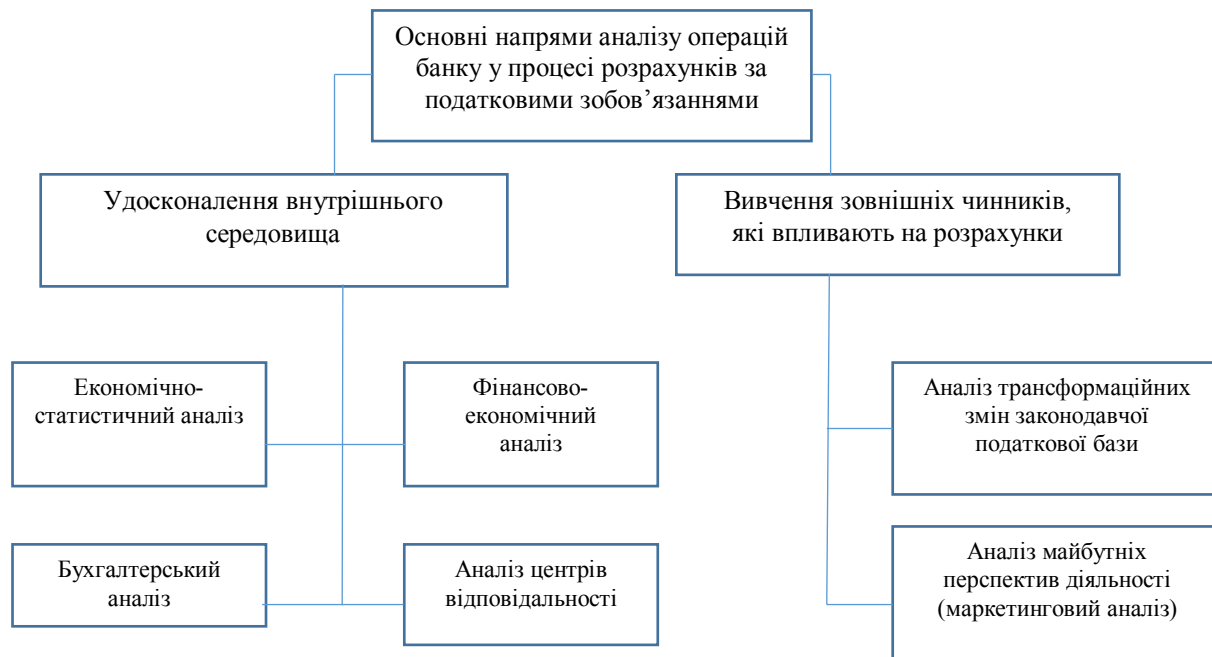 Основні напрями аналізу операцій
банку у процесі розрахунків за
податковими зобов’язаннями
Удосконалення внутрішнього
середовища
Вивчення зовнішніх чинників,
які впливають на розрахунки
Економічно-
статистичний аналіз
Фінансово-
економічний
аналіз
Аналіз трансформаційних
змін законодавчої
податкової бази
Бухгалтерський
аналіз
Аналіз центрів
відповідальності
Аналіз майбутніх
перспектив діяльності
(маркетинговий аналіз)